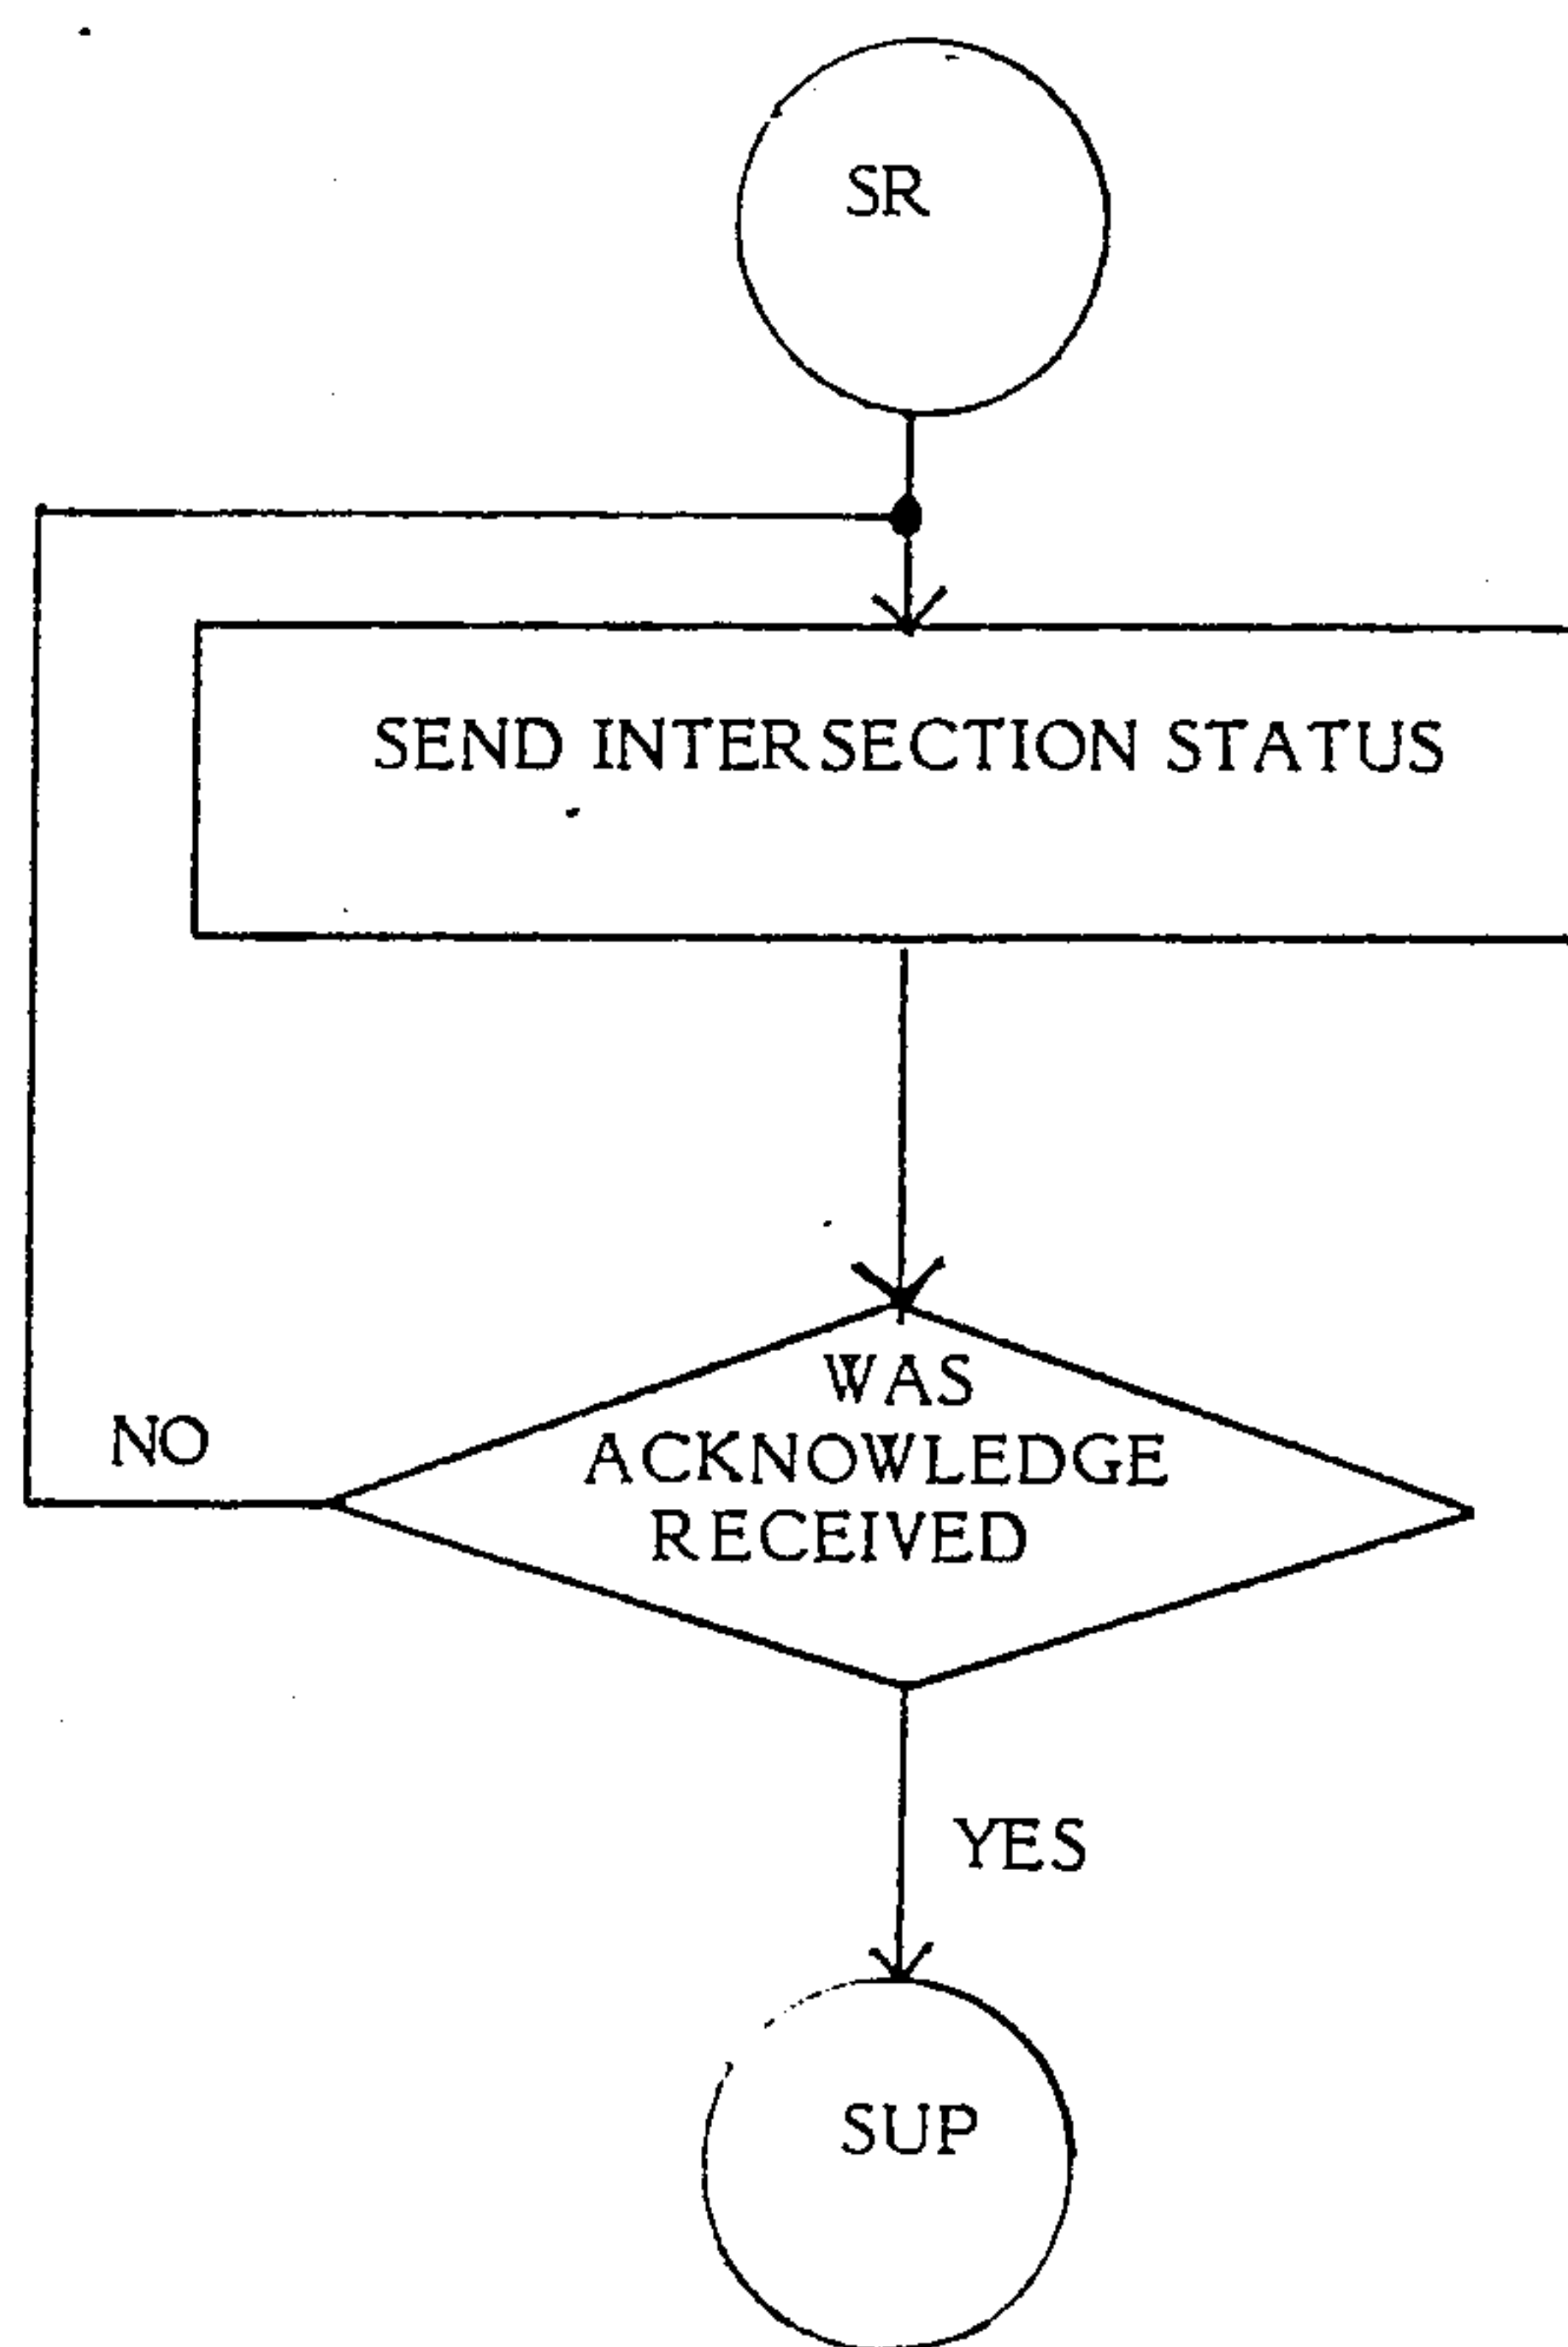 SR
SEND INTERSECTION STATUS
WAS
ACKNOWLEDGE
RECEIVED
NO
YES
SUP